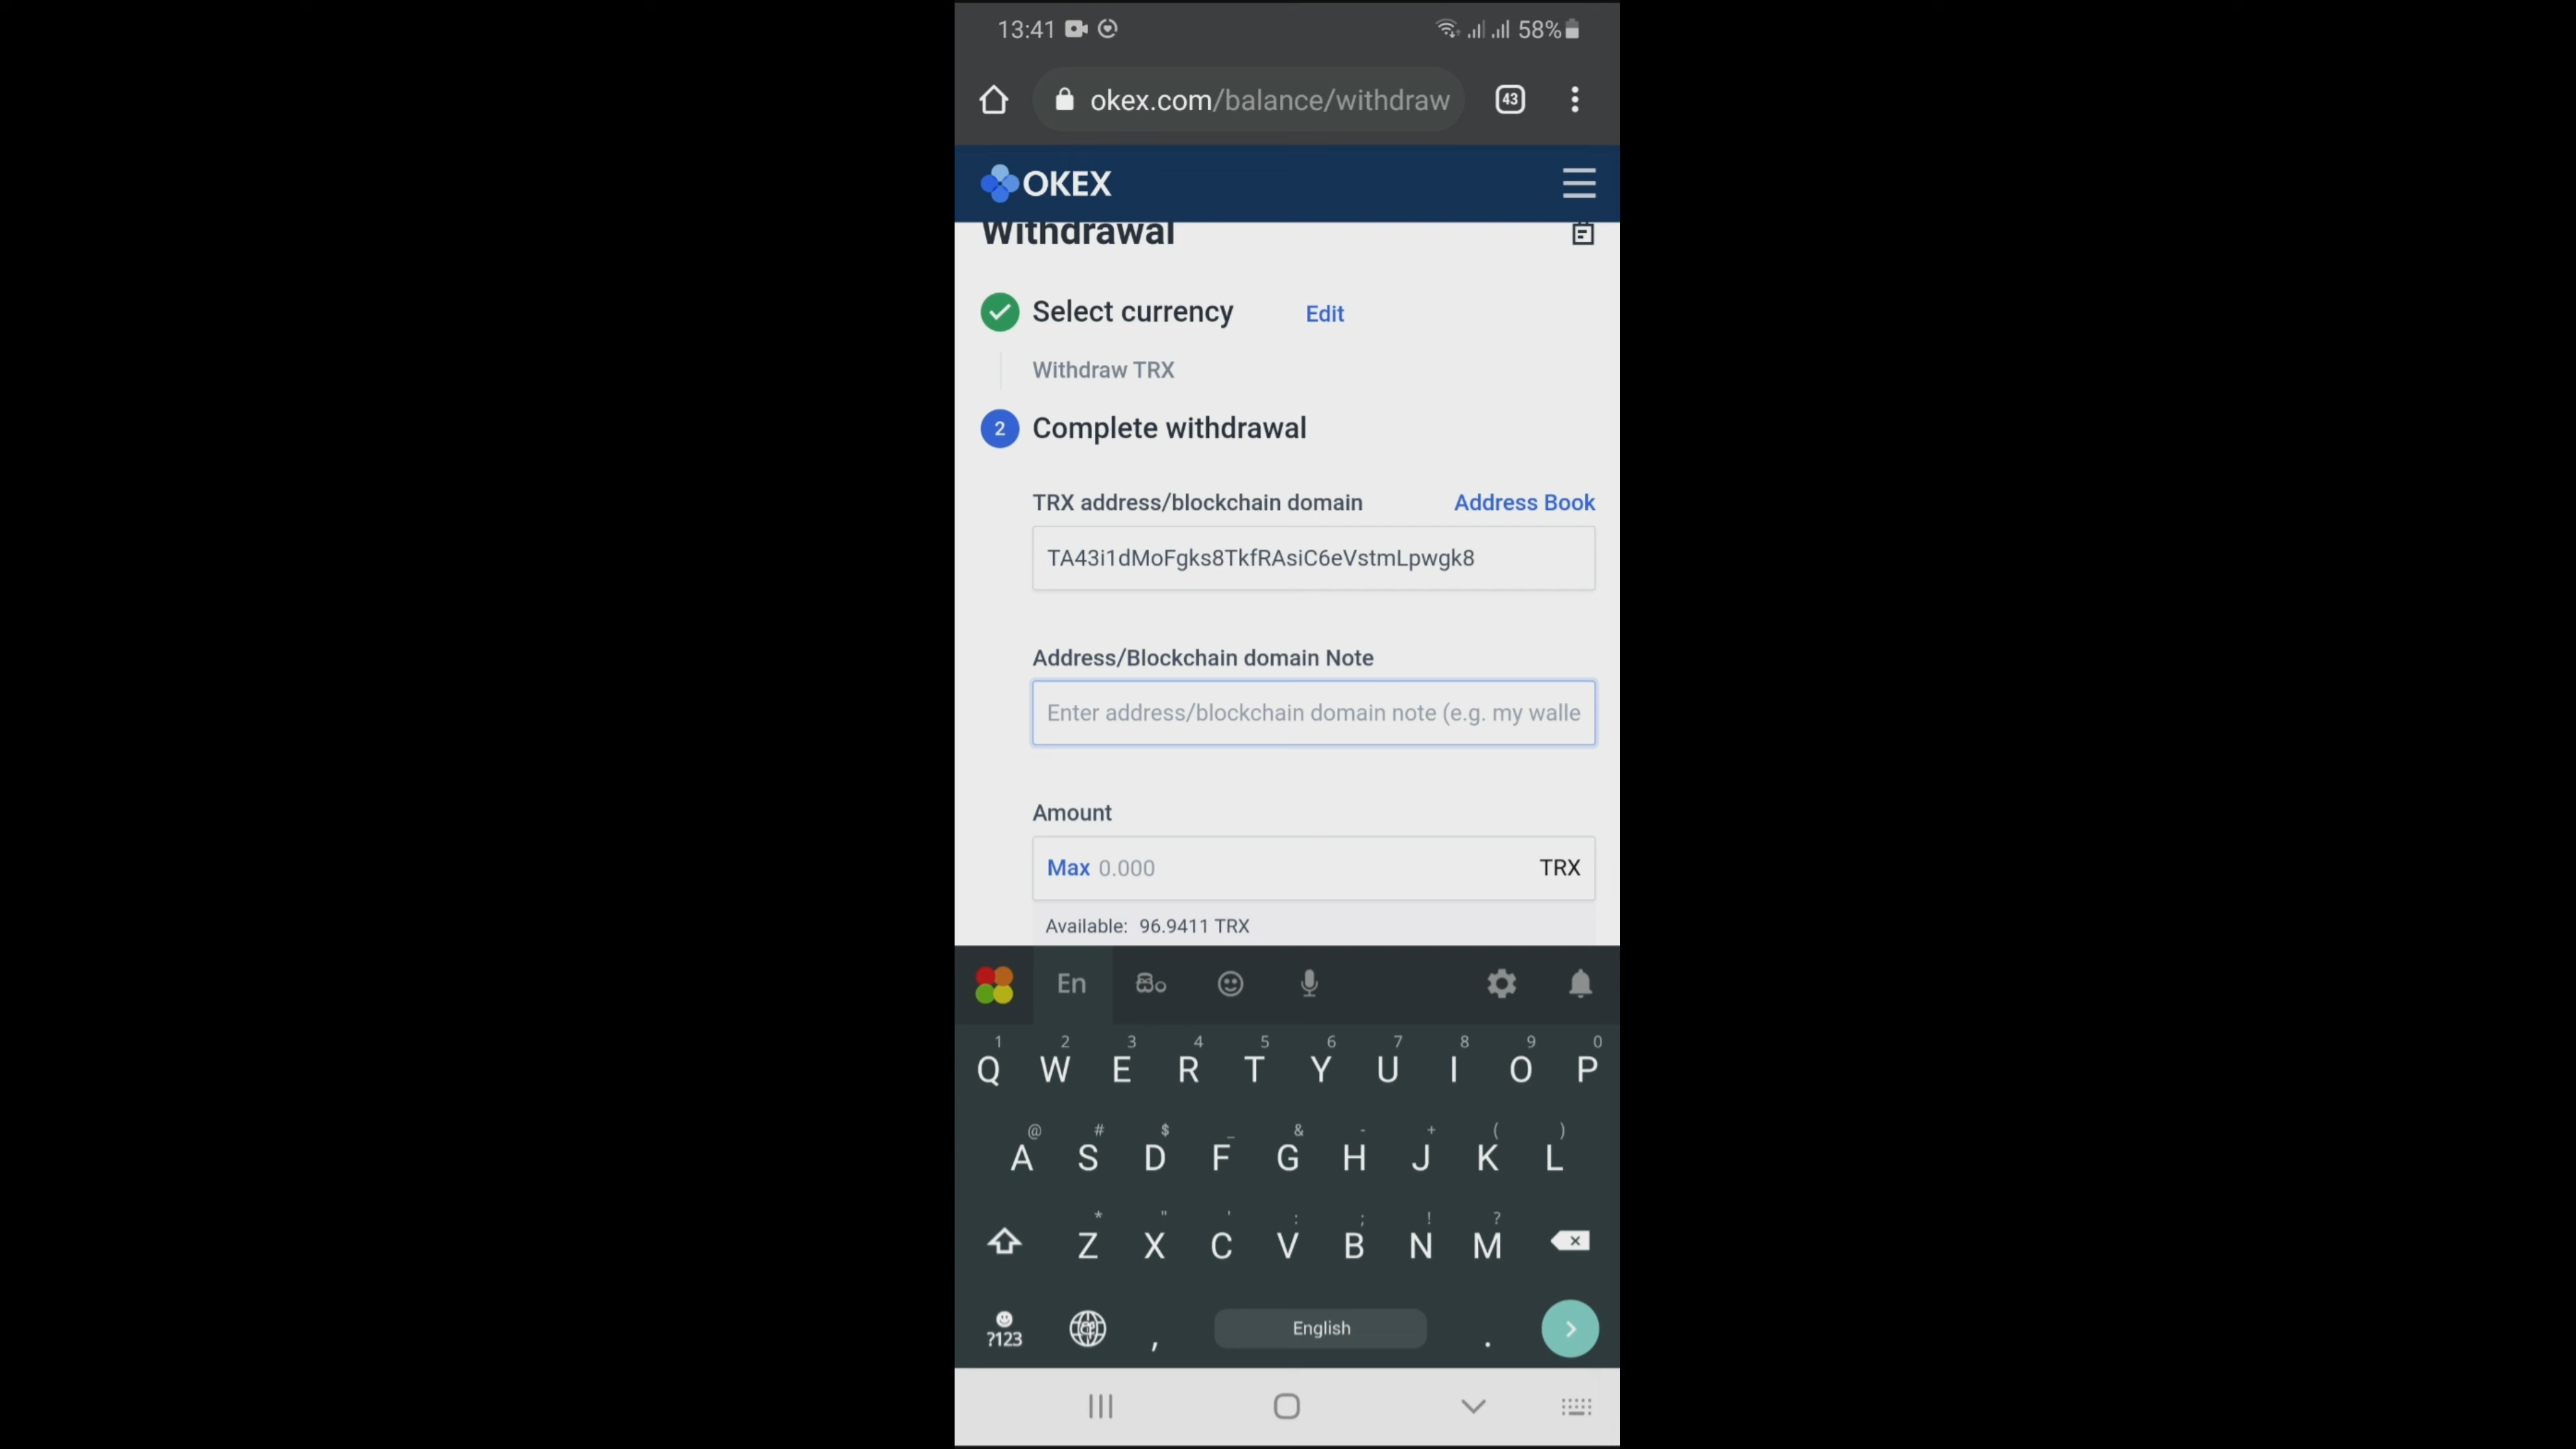 13:41 58%
okex.com/balance/withdraw 43
OKEX
Withdrawal
Select currency Edit
Withdraw TRX
2 Complete withdrawal
TRX address/blockchain domain Address Book
TA43i1dMoFgks8TkfRAsiC6eVstmLpwgk8
Address/Blockchain domain Note
Enter address/blockchain domain note (e.g. my walle
Amount
Max 0.000 TRX
Available: 96.9411 TRX
En සිං
1 2 3 4 5 6 7 8 9 0
Q W E R T Y U I O P
@ # $ _ & - + ( )
A S D F G H J K L
* " ' : ; ! ?
Z X C V B N M
?123 , English .